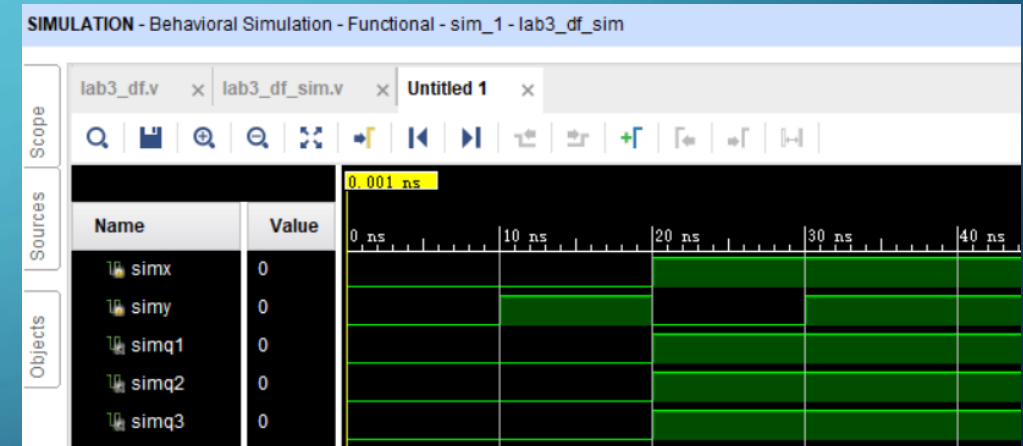 SIMULATION - Behavioral Simulation - Functional - sim_1 - lab3_df_sim
lab3_df.v × lab3_df_sim.v × Untitled 1 ×
Scope
Sources
Objects
0.001 ns
Name Value
0 ns 10 ns 20 ns 30 ns 40 ns
simx 0
simy 0
simq1 0
simq2 0
simq3 0